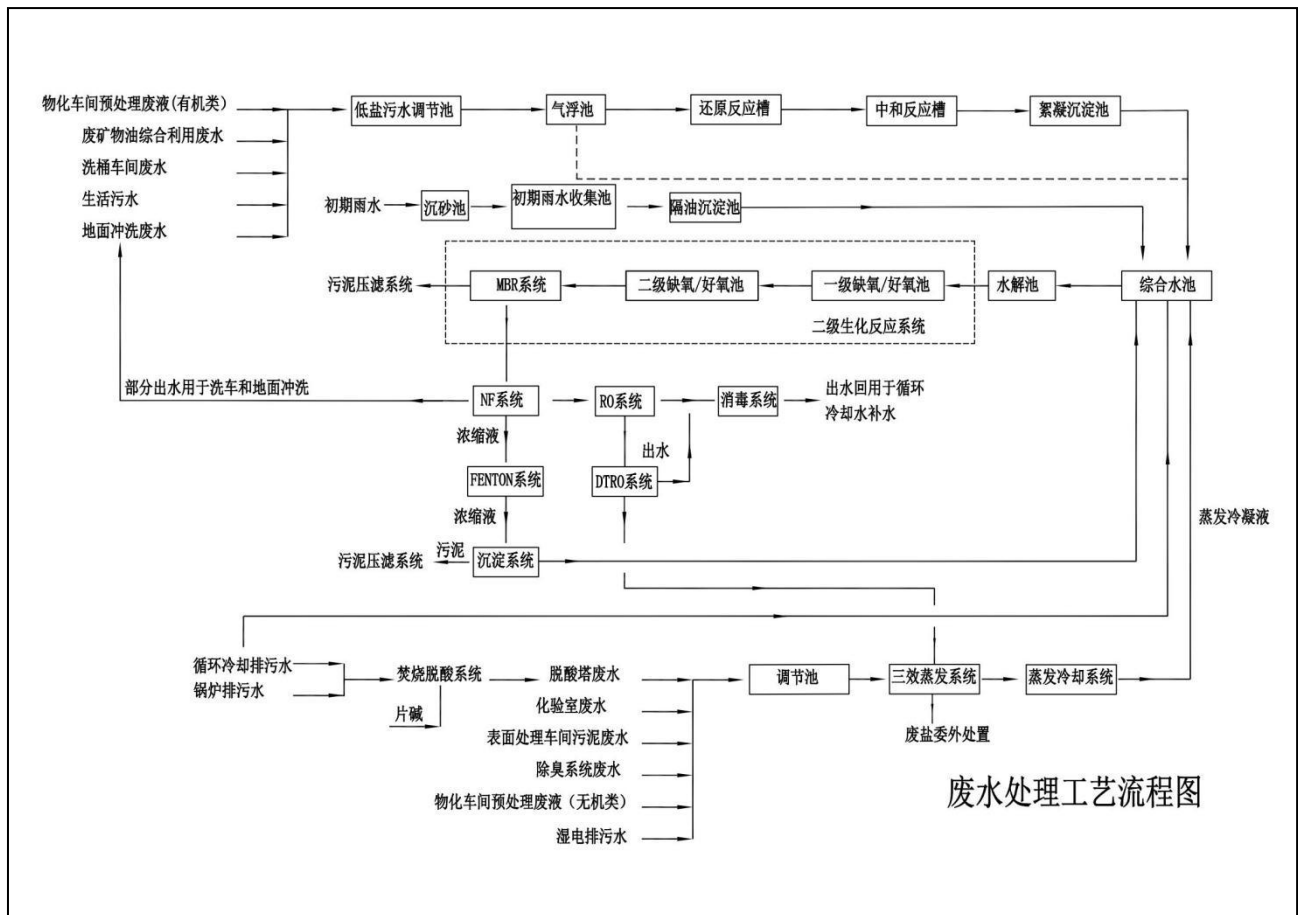 物化车间预处理废液(有机类)
低盐污水调节池
气浮池
还原反应槽
中和反应槽
絮凝沉淀池
废矿物油综合利用废水
洗桶车间废水
生活污水
地面冲洗废水
初期雨水
沉砂池
初期雨水收集池
隔油沉淀池
污泥压滤系统
MBR系统
二级缺氧/好氧池
一级缺氧/好氧池
水解池
综合水池
二级生化反应系统
部分出水用于洗车和地面冲洗
NF系统
RO系统
消毒系统
出水回用于循环
冷却水补水
浓缩液
出水
FENTON系统
DTRO系统
浓缩液
蒸发冷凝液
污泥压滤系统
污泥
沉淀系统
循环冷却排污水
锅炉排污水
焚烧脱酸系统
片碱
脱酸塔废水
化验室废水
表面处理车间污泥废水
除臭系统废水
物化车间预处理废液（无机类）
湿电排污水
调节池
三效蒸发系统
蒸发冷却系统
废盐委外处置
废水处理工艺流程图